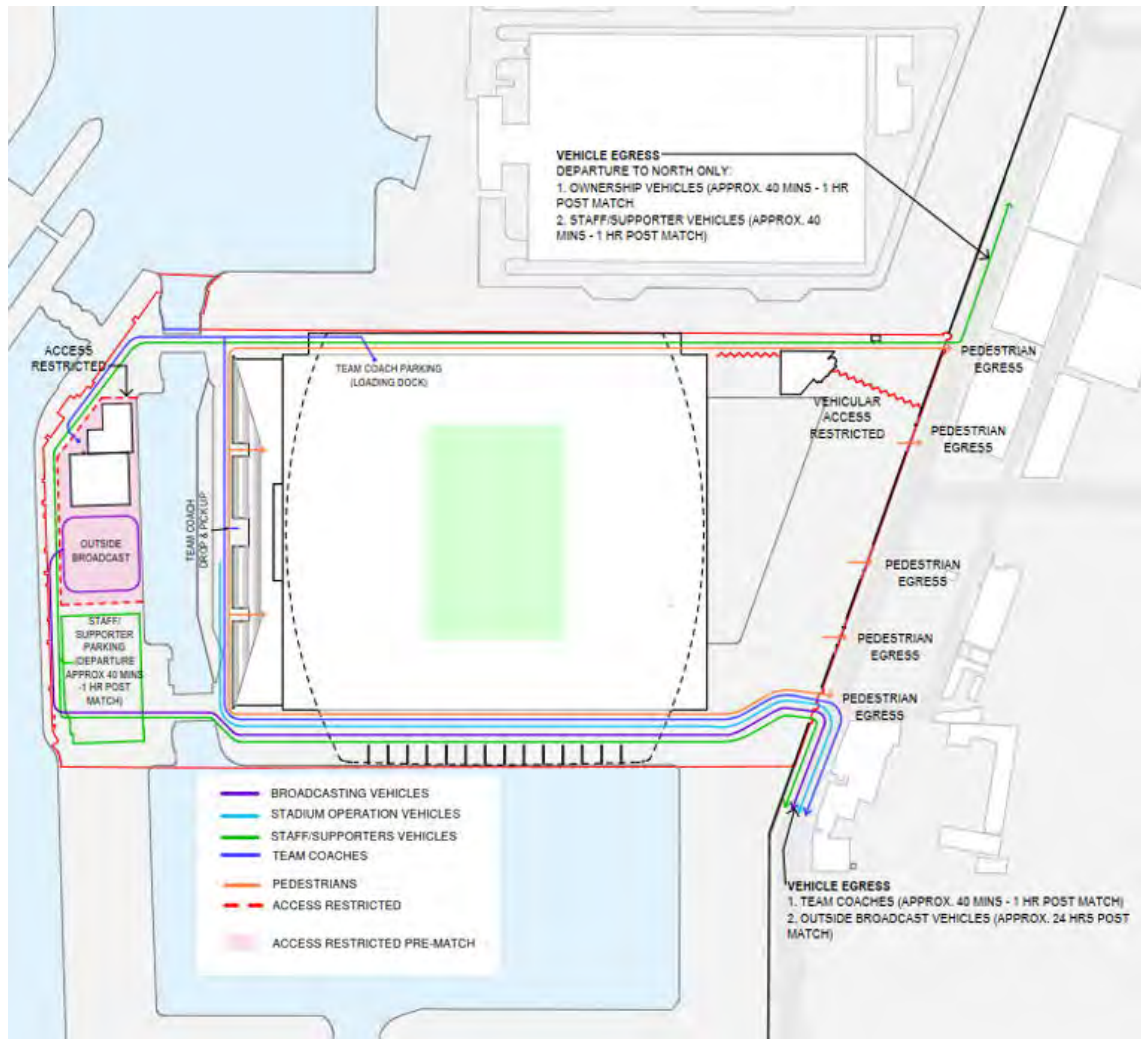 VEHICLE EGRESS
DEPARTURE TO NORTH ONLY:
1. OWNERSHIP VEHICLES (APPROX. 40 MINS - 1 HR
POST MATCH
2. STAFF/SUPPORTER VEHICLES (APPROX. 40
MINS - 1 HR POST MATCH)
ACCESS
RESTRICTED
TEAM COACH PARKING
(LOADING DOCK)
PEDESTRIAN
EGRESS
VEHICULAR
ACCESS
RESTRICTED
PEDESTRIAN
EGRESS
TEAM COACH
DROP & PICK UP
OUTSIDE
BROADCAST
PEDESTRIAN
EGRESS
STAFF/
SUPPORTER
PARKING
(DEPARTURE
APPROX 40 MINS
-1 HR POST
MATCH)
PEDESTRIAN
EGRESS
PEDESTRIAN
EGRESS
BROADCASTING VEHICLES
STADIUM OPERATION VEHICLES
STAFF/SUPPORTERS VEHICLES
TEAM COACHES
PEDESTRIANS
ACCESS RESTRICTED
ACCESS RESTRICTED PRE-MATCH
VEHICLE EGRESS
1. TEAM COACHES (APPROX. 40 MINS - 1 HR POST MATCH)
2. OUTSIDE BROADCAST VEHICLES (APPROX. 24 HRS POST
MATCH)